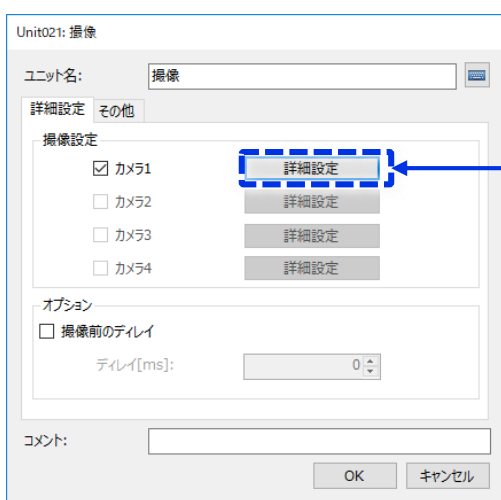 Unit021: 撮像
ユニット名: 撮像
詳細設定 その他
撮像設定
カメラ1 詳細設定
カメラ2 詳細設定
カメラ3 詳細設定
カメラ4 詳細設定
オプション
撮像前のディレイ
ディレイ[ms]: 0
コメント:
OK キャンセル